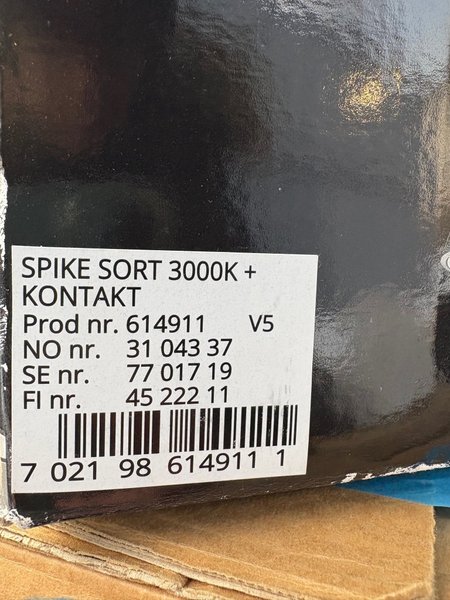 SPIKE SORT 3000K +
KONTAKT
Prod nr. 614911 V5
NO nr. 31 043 37
SE nr. 77 017 19
FI nr. 45 222 11
7 021 98 614911 1